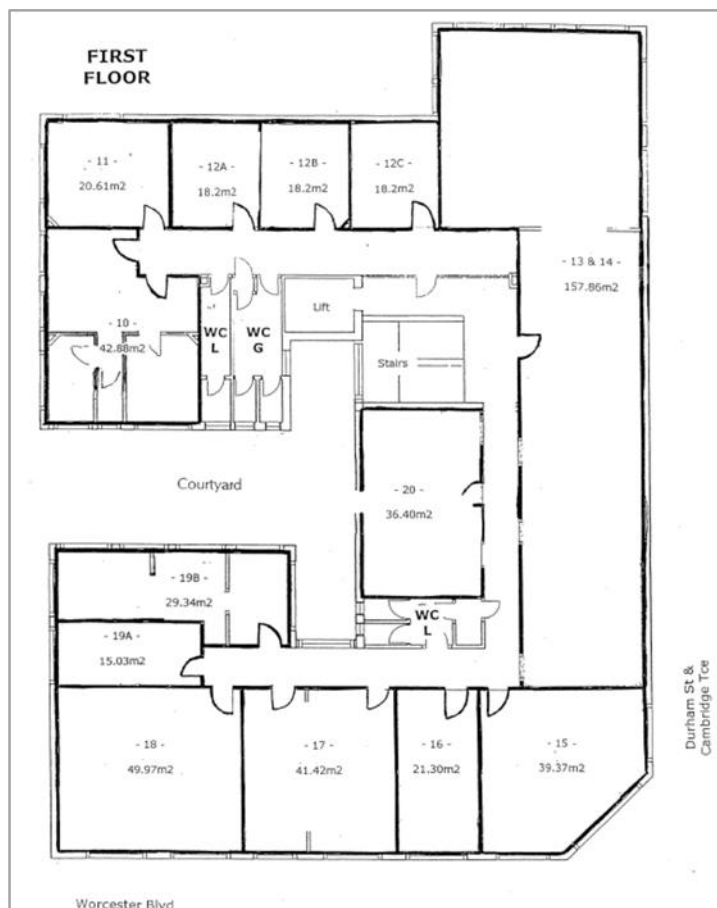 FIRST
FLOOR
- 11 -
20.61m2
- 12A -
18.2m2
- 12B -
18.2m2
- 12C -
18.2m2
- 13 & 14 -
157.86m2
- 10 -
42.88m2
WC
L
WC
G
Lift
Stairs
Courtyard
- 20 -
36.40m2
- 19B -
29.34m2
WC
L
- 19A -
15.03m2
- 18 -
49.97m2
- 17 -
41.42m2
- 16 -
21.30m2
- 15 -
39.37m2
Durham St &
Cambridge Tce
Worcester Blvd